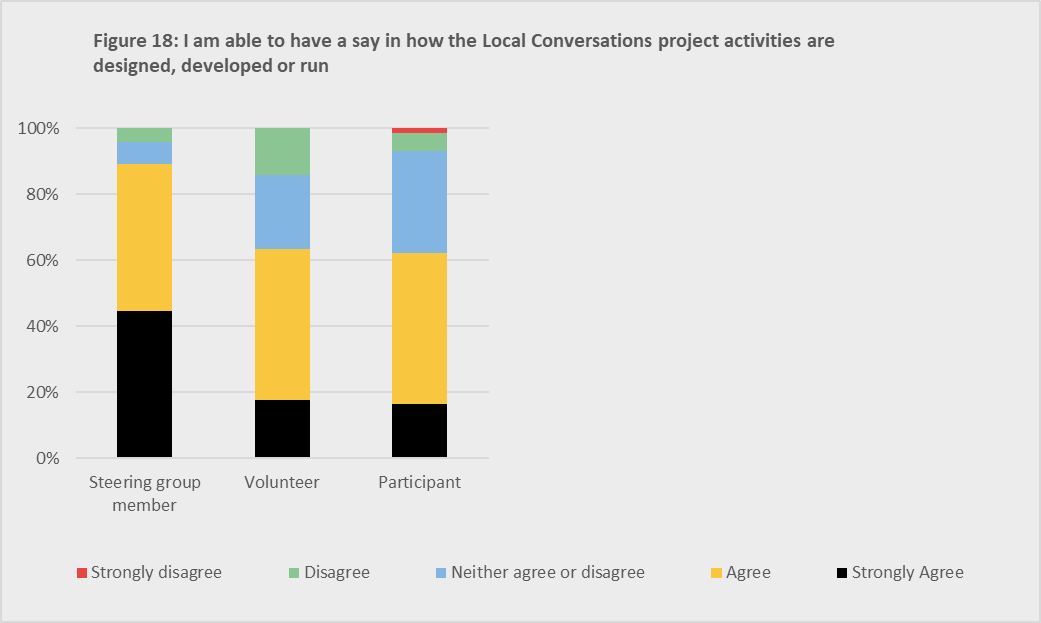 Figure 18: I am able to have a say in how the Local Conversations project activities are
designed, developed or run
100%
80%
60%
40%
20%
0%
Steering group
member
Volunteer
Participant
Strongly disagree
Disagree
Neither agree or disagree
Agree
Strongly Agree